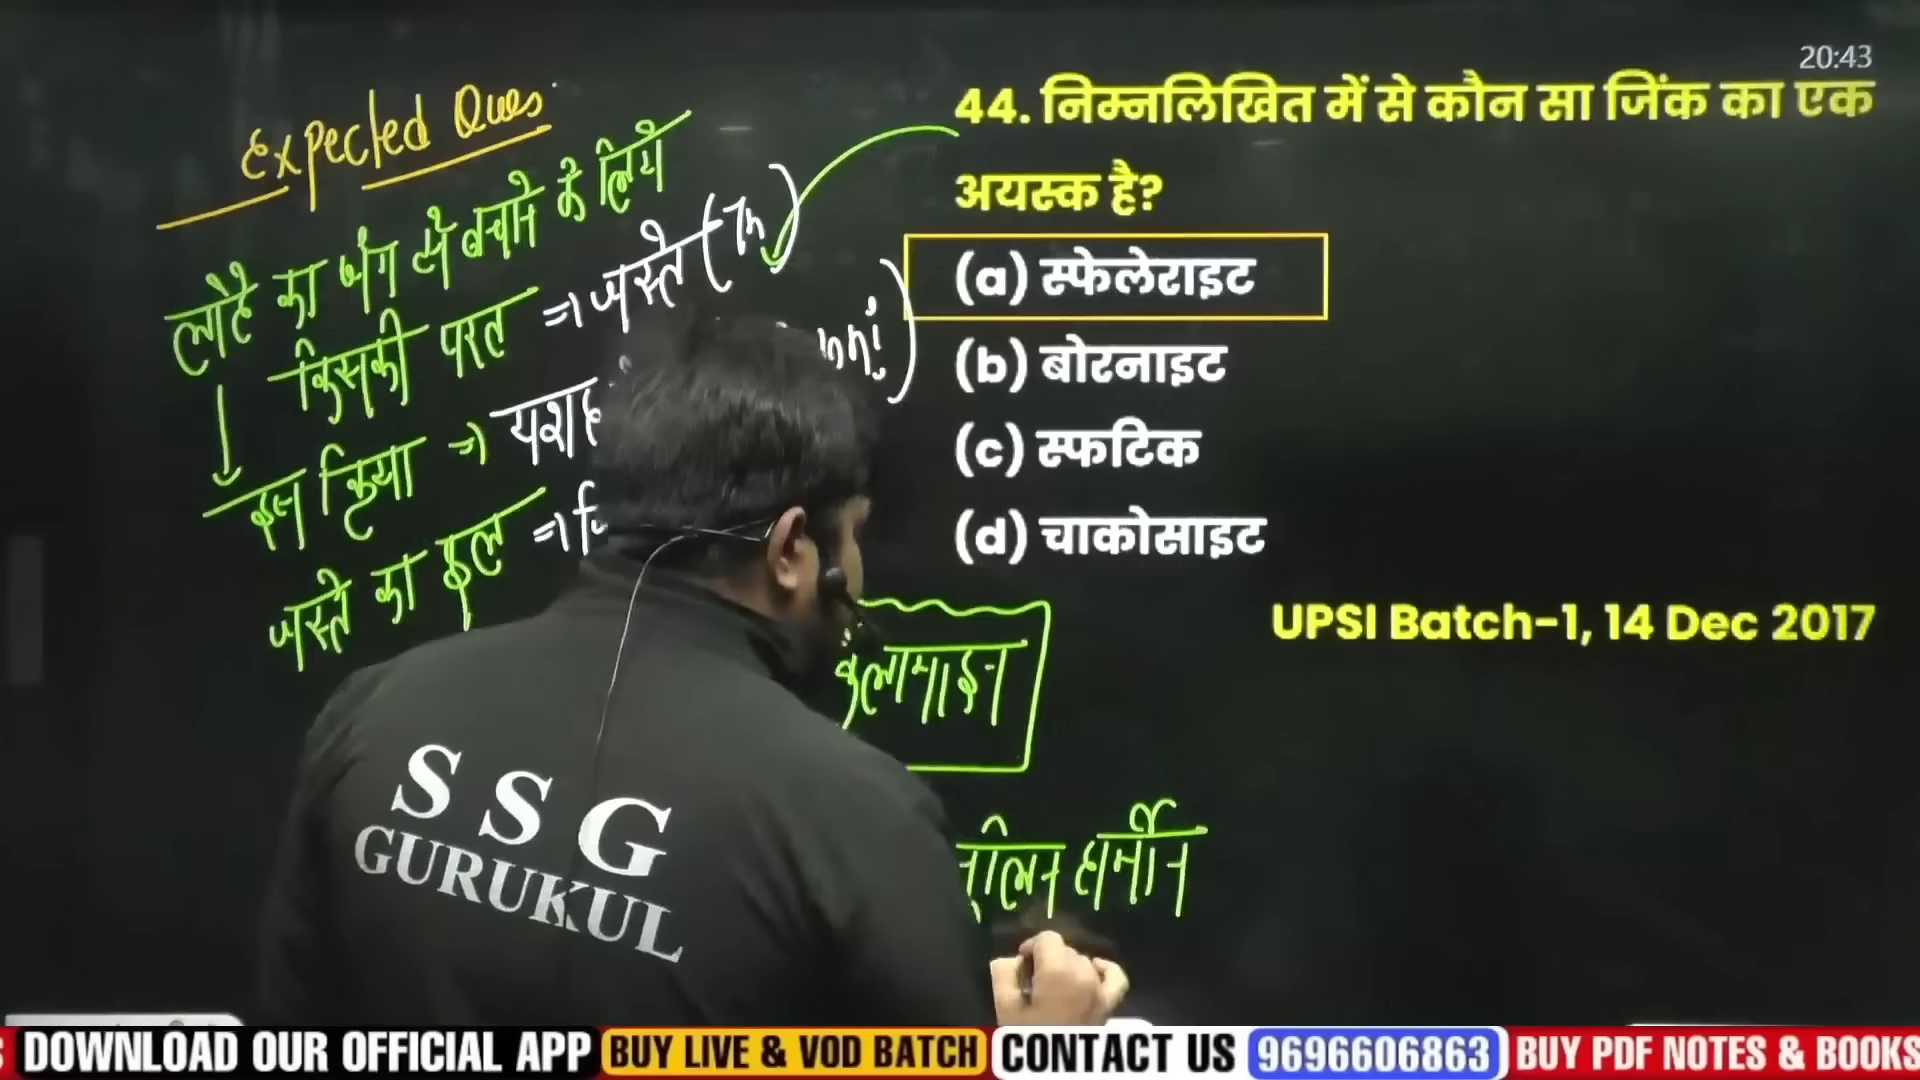 20:43
Expected Ques
44. निम्नलिखित में से कौन सा जिंक का एक
अयस्क है?
(a) स्फेलेराइट
(b) बोरनाइट
(c) स्फटिक
(d) चाकोसाइट
UPSI Batch-1, 14 Dec 2017
लोहे का जंग से बचाने के लिये
किसकी परत ⇒ जस्ते (Zn)
इस क्रिया ⇒
जस्ते का फूल ⇒
SSG
GURUKUL
DOWNLOAD OUR OFFICIAL APP BUY LIVE & VOD BATCH CONTACT US 9696606863 BUY PDF NOTES & BOOKS